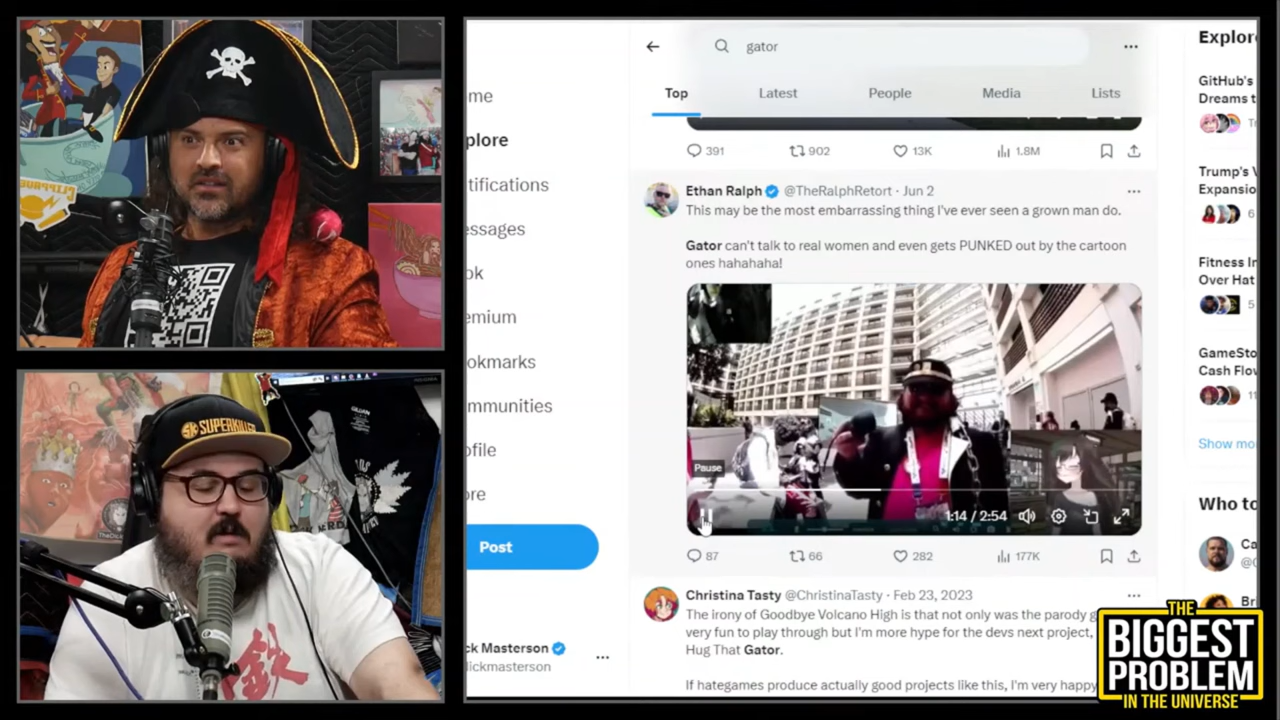 SUPERKILLER
GILDAN
me
gator
Explore
plore
Top
Latest
People
Media
Lists
GitHub's
Dreams t
tifications
391
902
13K
1.8M
Trump's
Expansio
essages
Ethan Ralph @TheRalphRetort · Jun 2
This may be the most embarrassing thing I've ever seen a grown man do.
ok
Gator can't talk to real women and even gets PUNKED out by the cartoon
ones hahahaha!
Fitness In
Over Hat
emium
ookmarks
GameSto
Cash Flow
mmunities
ofile
Show mo
Pause
re
Who to
1:14 / 2:54
Post
87
66
282
177K
Christina Tasty @ChristinaTasty · Feb 23, 2023
The irony of Goodbye Volcano High is that not only was the parody g
very fun to play through but I'm more hype for the devs next project,
Hug That Gator.
ck Masterson
lickmasterson
If hategames produce actually good projects like this, I'm very happy
THE
BIGGEST
PROBLEM
IN THE UNIVERSE